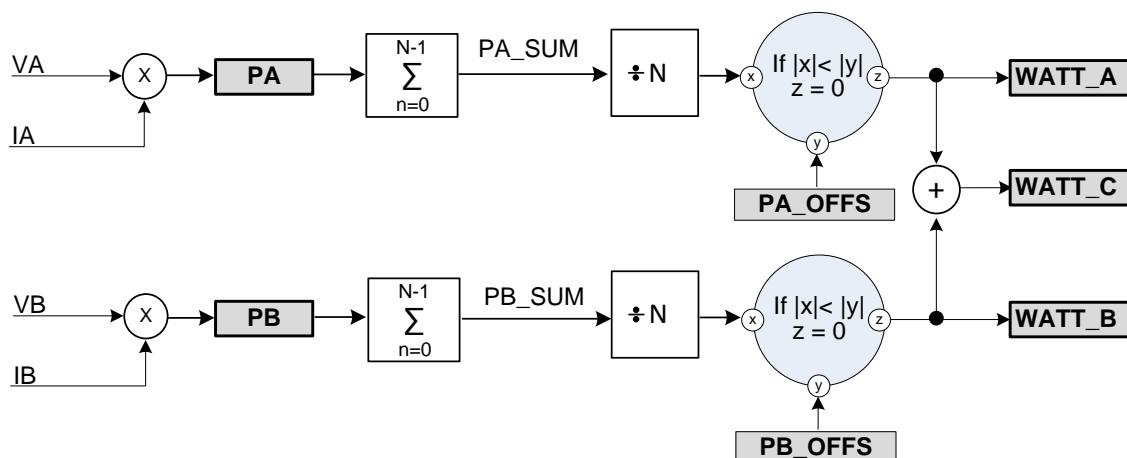 VA
X
PA
N-1
Σ
n=0
PA_SUM
÷ N
x
If |x|< |y|
z = 0
z
y
WATT_A
IA
PA_OFFS
+
WATT_C
VB
X
PB
N-1
Σ
n=0
PB_SUM
÷ N
x
If |x|< |y|
z = 0
z
y
WATT_B
IB
PB_OFFS